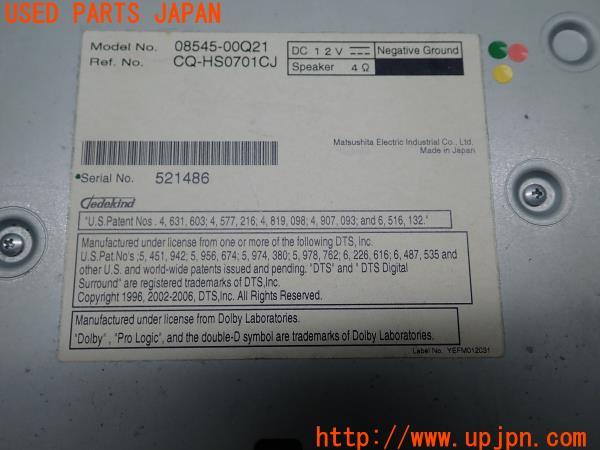 USED PARTS JAPAN
Model No. 08545-00Q21
Ref. No. CQ-HS0701CJ
DC 12V Negative Ground
Speaker 4Ω
Matsushita Electric Industrial Co., Ltd.
Made in Japan
Serial No. 521486
Jedekind
"U.S.Patent Nos. 4, 631, 603; 4, 577, 216; 4, 819, 098; 4, 907, 093; and 6, 516, 132."
Manufactured under license from one or more of the following DTS, Inc.
U.S.Pat.No's ;5, 451, 942; 5, 956, 674; 5, 974, 380; 5, 978, 762; 6, 226, 616; 6, 487, 535 and
other U.S. and world-wide patents issued and pending. "DTS" and " DTS Digital
Surround" are registered trademarks of DTS,Inc.
Copyright 1996, 2002-2006, DTS,Inc. All Rights Reserved.
Manufactured under license from Dolby Laboratories.
"Dolby", "Pro Logic", and the double-D symbol are trademarks of Dolby Laboratories.
Label No. YEFM012031
UPJ http://www.upjpn.com/